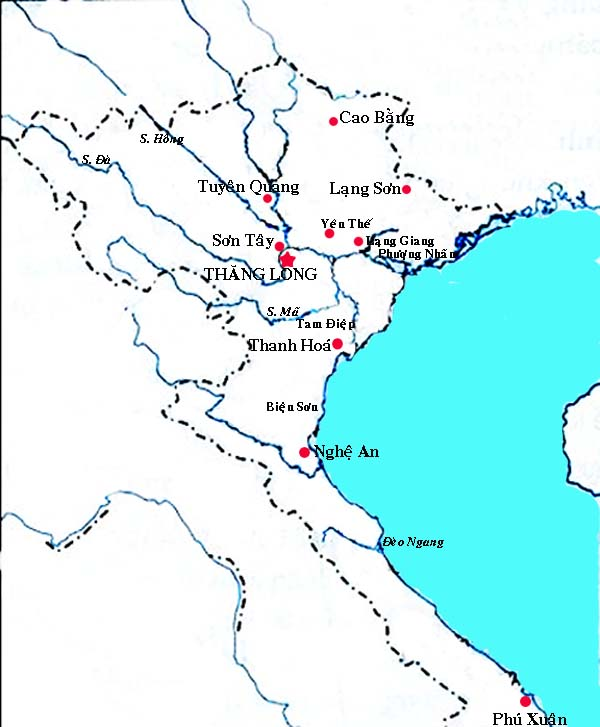 Cao Bằng
S. Hồng
S. Đà
Tuyên Quang
Lạng Sơn
Yên Thế
Sơn Tây
Lạng Giang
Phượng Nhãn
THĂNG LONG
S. Mã
Tam Điệp
Thanh Hoá
Biện Sơn
Nghệ An
Đèo Ngang
Phú Xuân